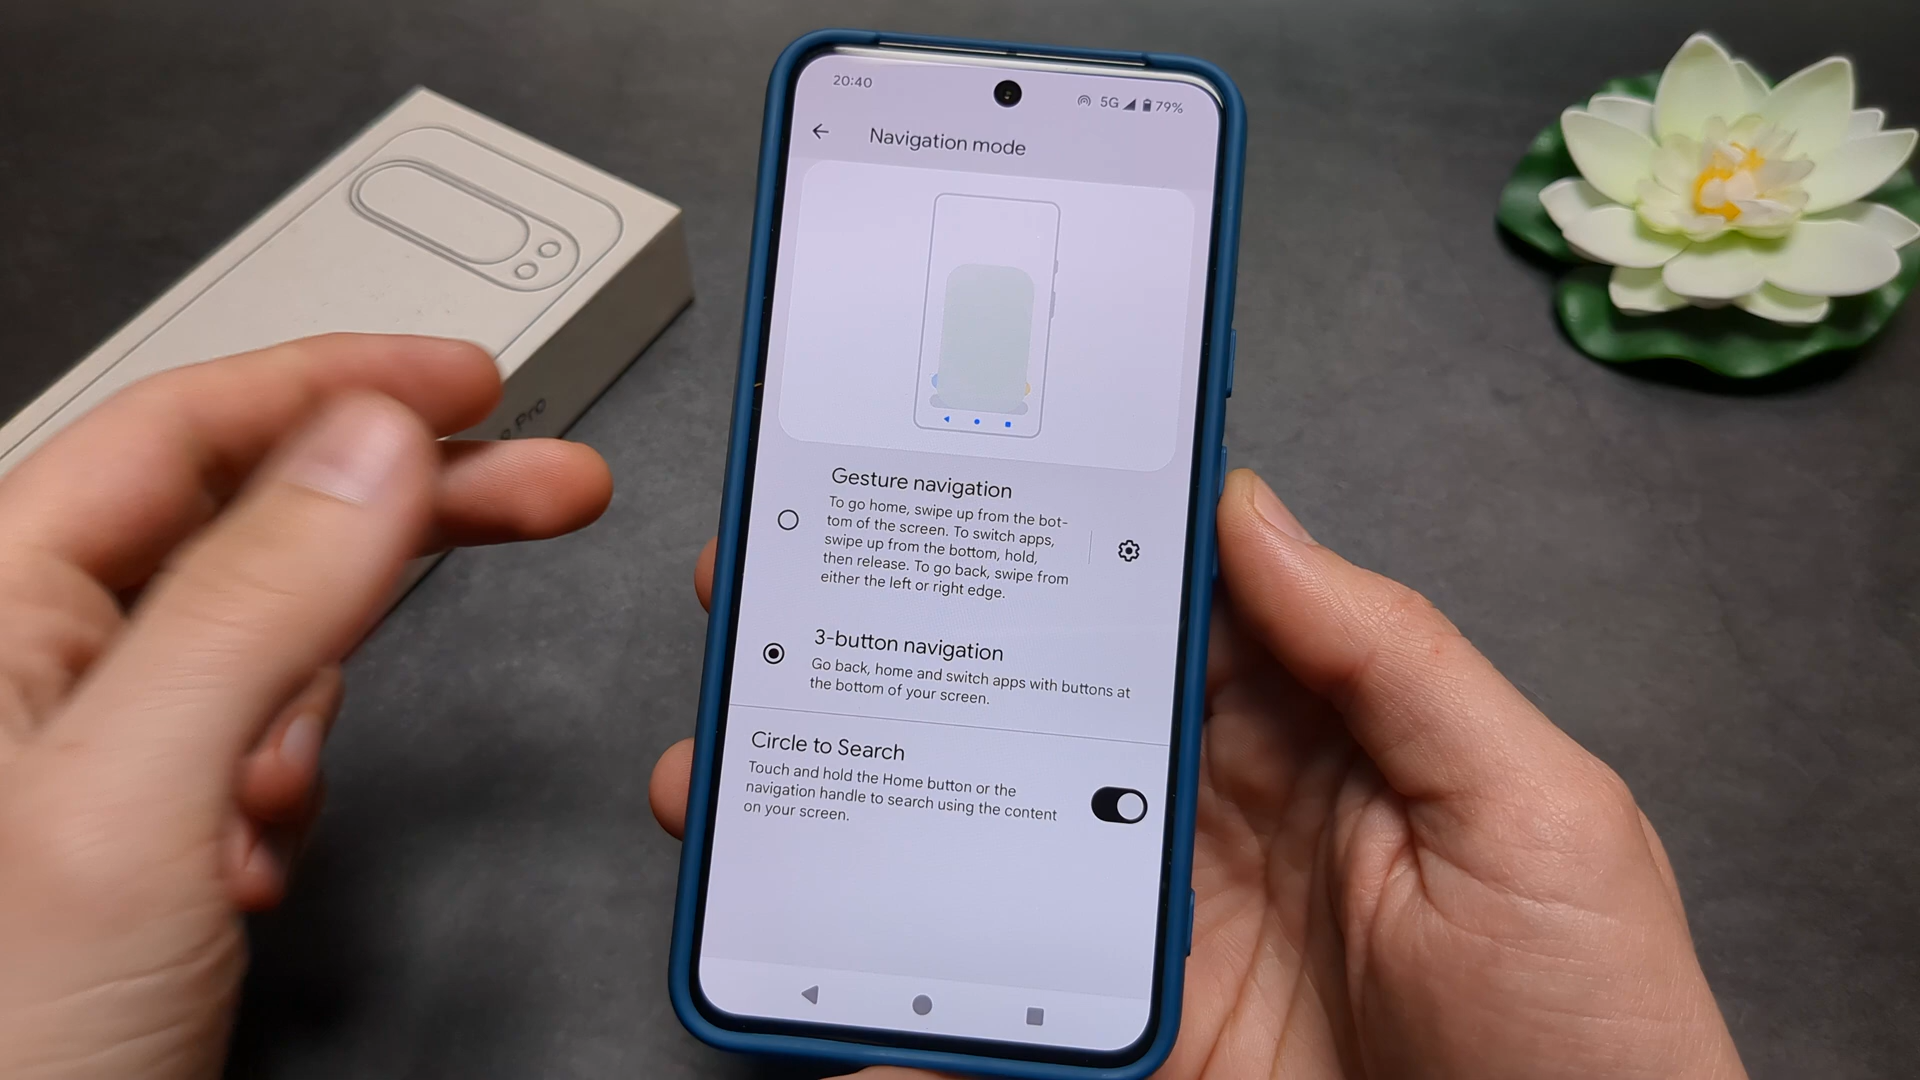 20:40
5G 79%
Navigation mode
Gesture navigation
To go home, swipe up from the bot-
tom of the screen. To switch apps,
swipe up from the bottom, hold,
then release. To go back, swipe from
either the left or right edge.
3-button navigation
Go back, home and switch apps with buttons at
the bottom of your screen.
Circle to Search
Touch and hold the Home button or the
navigation handle to search using the content
on your screen.
Pro